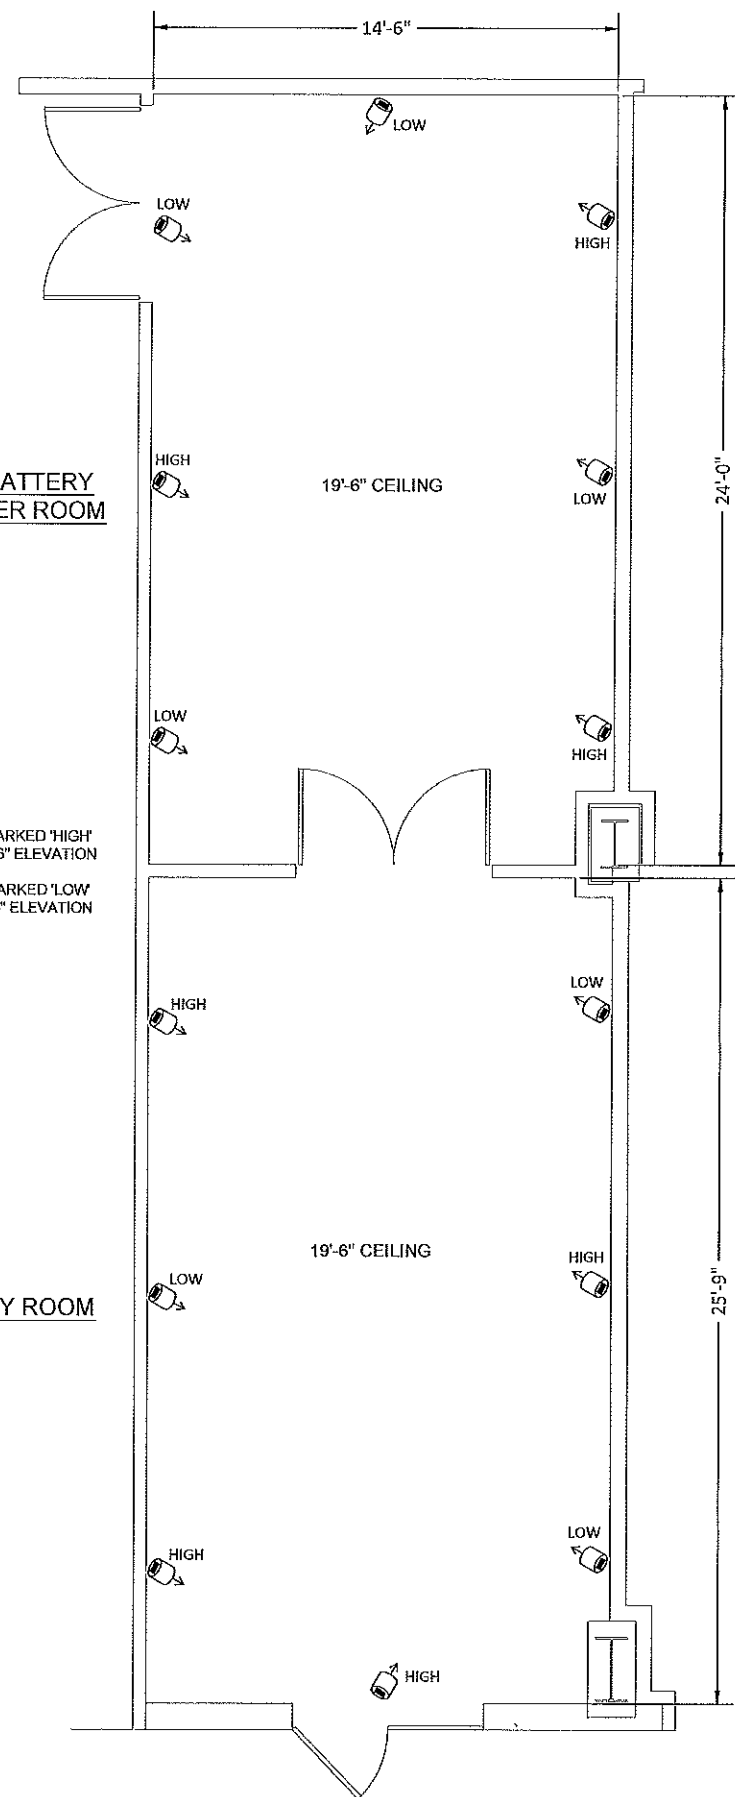 14'-6"
LOW
LOW
HIGH
HIGH
19'-6" CEILING
LOW
24'-0"
ATTERY
ER ROOM
LOW
HIGH
ARKED 'HIGH'
6" ELEVATION
ARKED 'LOW'
" ELEVATION
HIGH
LOW
19'-6" CEILING
HIGH
LOW
25'-9"
Y ROOM
HIGH
LOW
HIGH